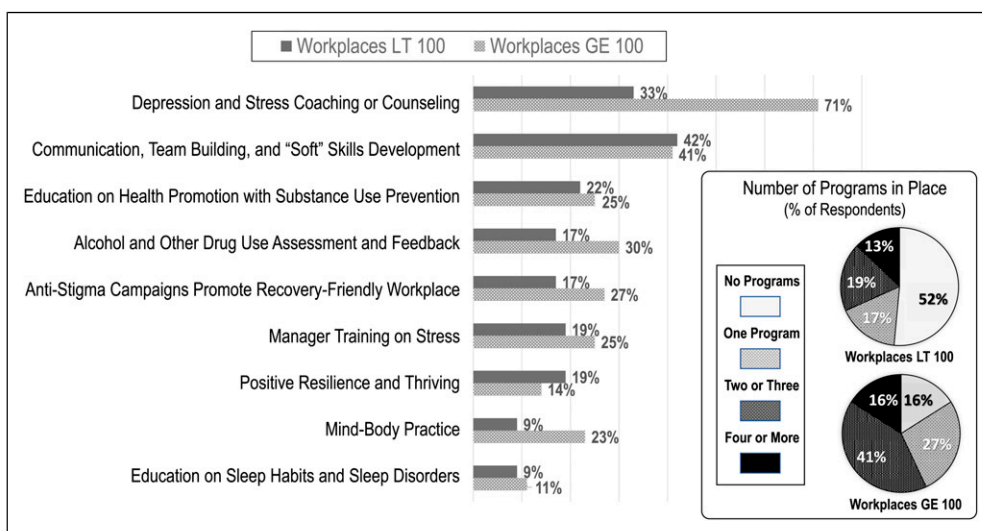 Workplaces LT 100 Workplaces GE 100
Depression and Stress Coaching or Counseling 33%
71%
Communication, Team Building, and “Soft” Skills Development 42%
41%
Education on Health Promotion with Substance Use Prevention 22%
25%
Alcohol and Other Drug Use Assessment and Feedback 17%
30%
Anti-Stigma Campaigns Promote Recovery-Friendly Workplace 17%
27%
Manager Training on Stress 19%
25%
Positive Resilience and Thriving 19%
14%
Mind-Body Practice 9%
23%
Education on Sleep Habits and Sleep Disorders 9%
11%
Number of Programs in Place
(% of Respondents)
No Programs
One Program
Two or Three
Four or More
13%
19%
17%
52%
Workplaces LT 100
16% 16%
41% 27%
Workplaces GE 100